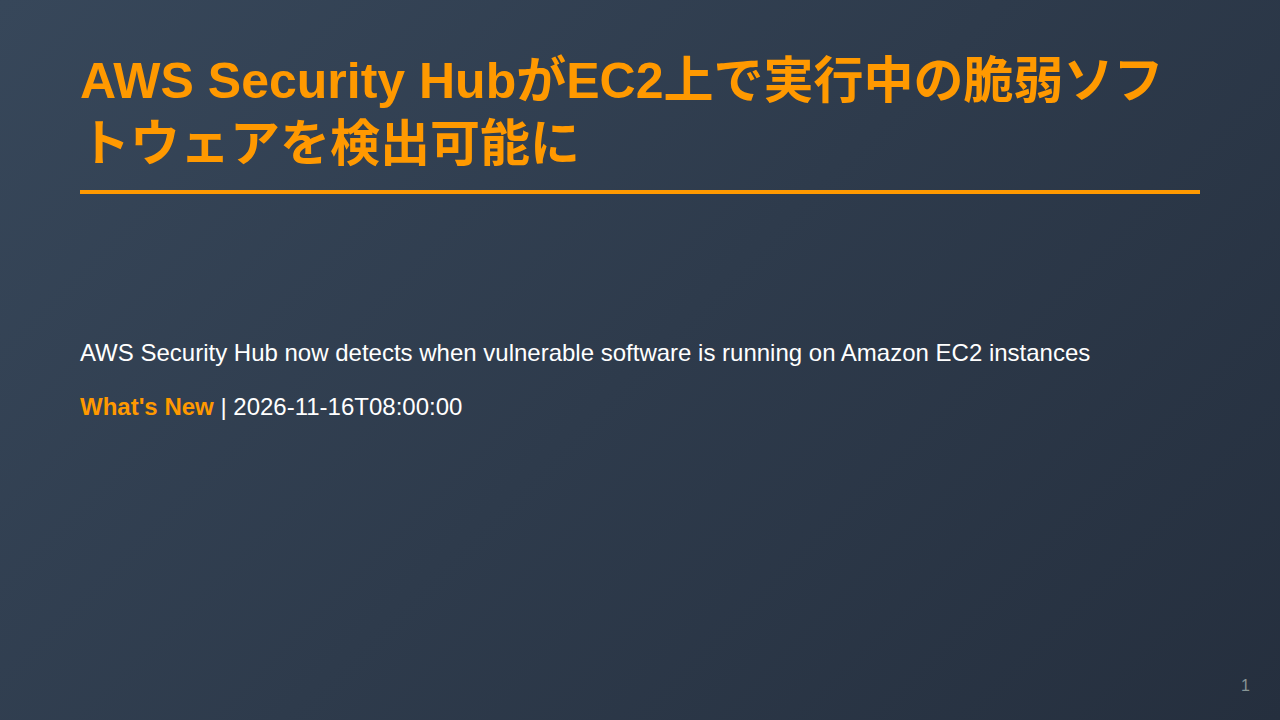 AWS Security HubがEC2上で実行中の脆弱ソフ
トウェアを検出可能に
AWS Security Hub now detects when vulnerable software is running on Amazon EC2 instances
What's New | 2026-11-16T08:00:00
1